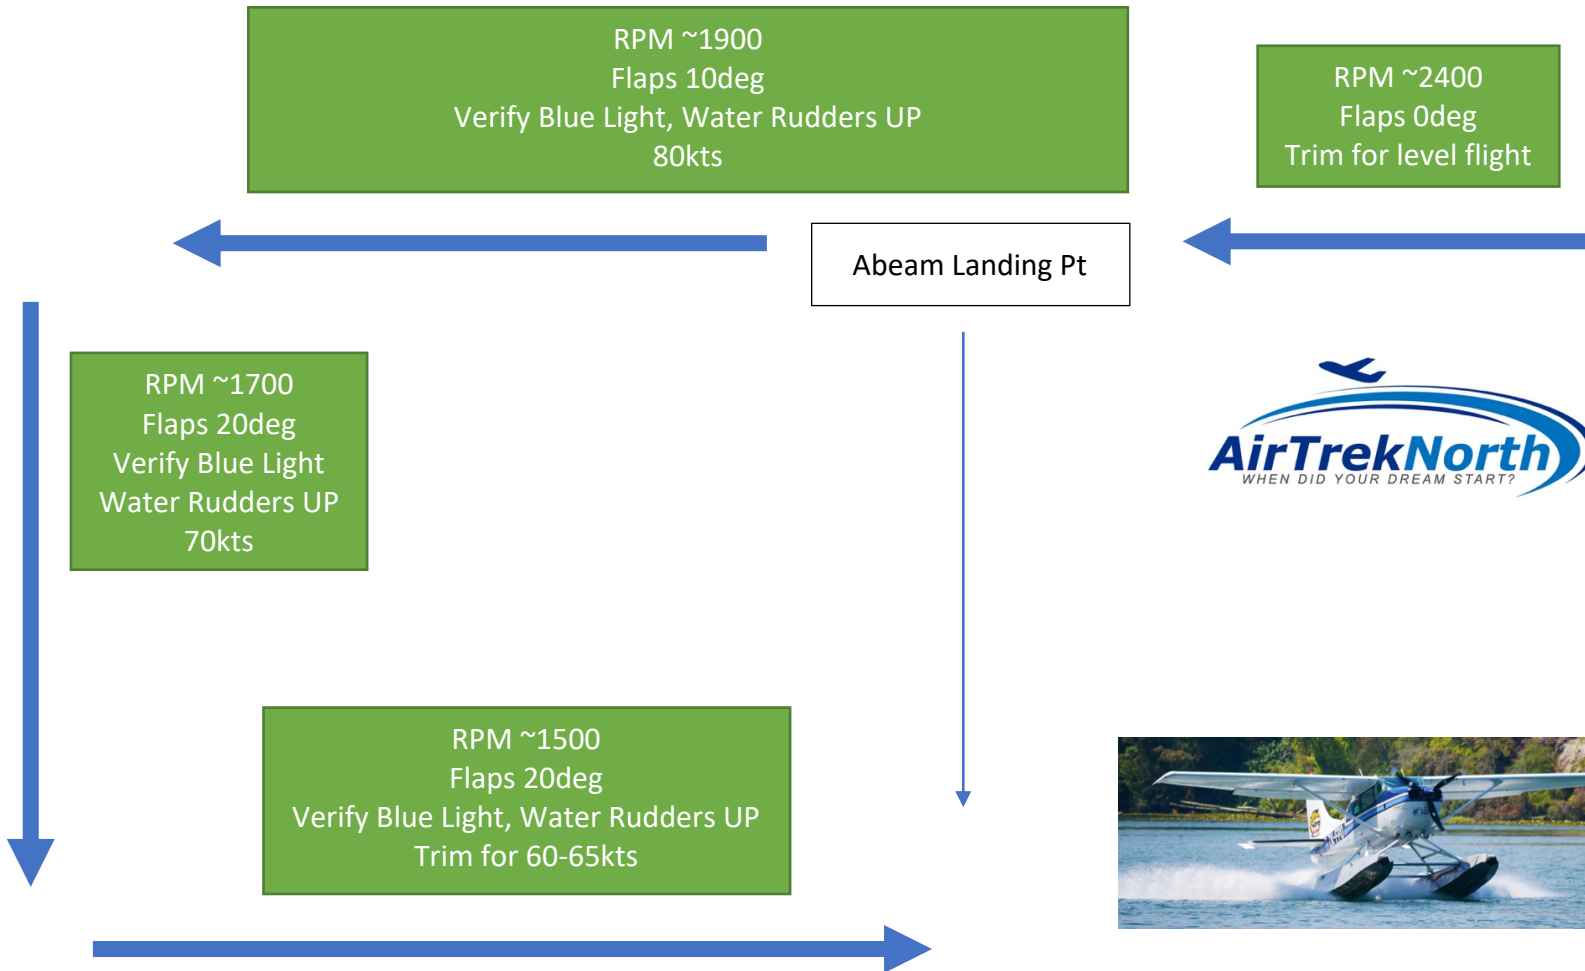 RPM ~1900
Flaps 10deg
Verify Blue Light, Water Rudders UP
80kts
RPM ~2400
Flaps 0deg
Trim for level flight
Abeam Landing Pt
RPM ~1700
Flaps 20deg
Verify Blue Light
Water Rudders UP
70kts
AirTrekNorth
WHEN DID YOUR DREAM START?
RPM ~1500
Flaps 20deg
Verify Blue Light, Water Rudders UP
Trim for 60-65kts